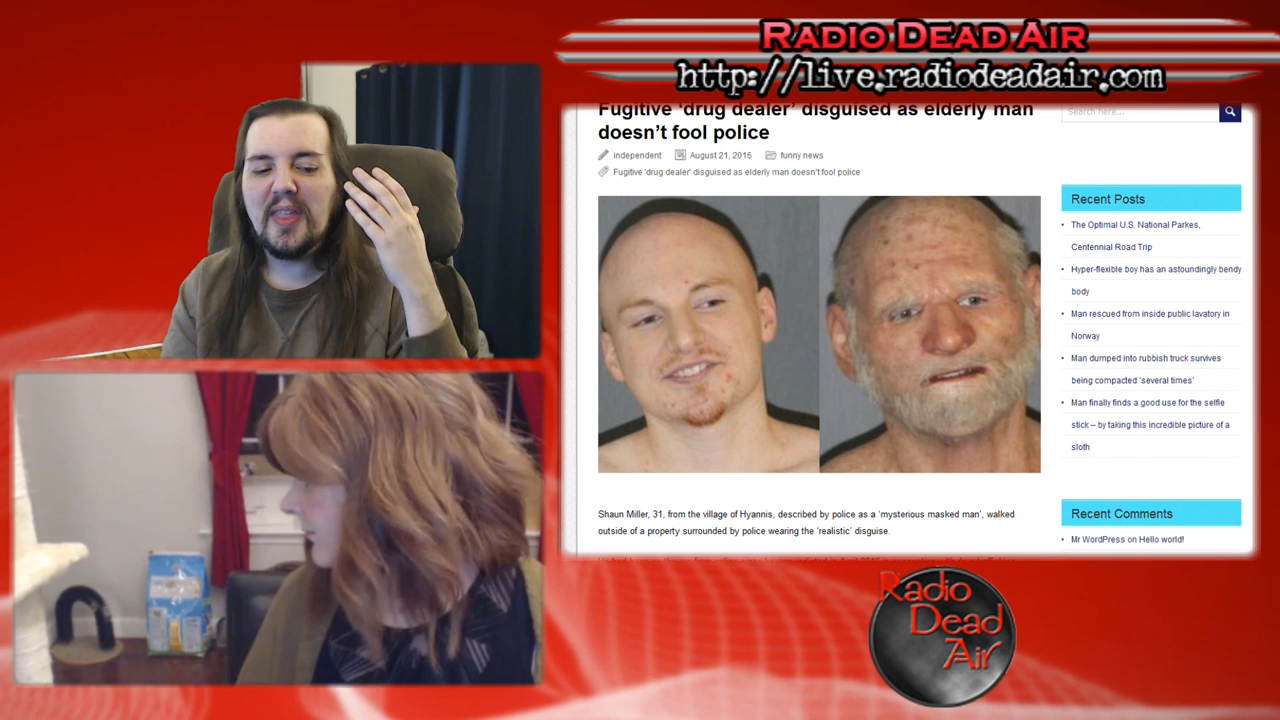 Radio Dead Air
http://live.radiodeadair.com
Fugitive 'drug dealer' disguised as elderly man
doesn't fool police
independent August 21, 2016 funny news
Fugitive 'drug dealer' disguised as elderly man doesn't fool police
Search here...
Recent Posts
The Optimal U.S. National Parkes,
Centennial Road Trip
Hyper-flexible boy has an astoundingly bendy
body
Man rescued from inside public lavatory in
Norway
Man dumped into rubbish truck survives
being compacted 'several times'
Man finally finds a good use for the selfie
stick – by taking this incredible picture of a
sloth
Shaun Miller, 31, from the village of Hyannis, described by police as a 'mysterious masked man', walked
outside of a property surrounded by police wearing the 'realistic' disguise.
Recent Comments
Mr WordPress on Hello world!
Radio
Dead
Air